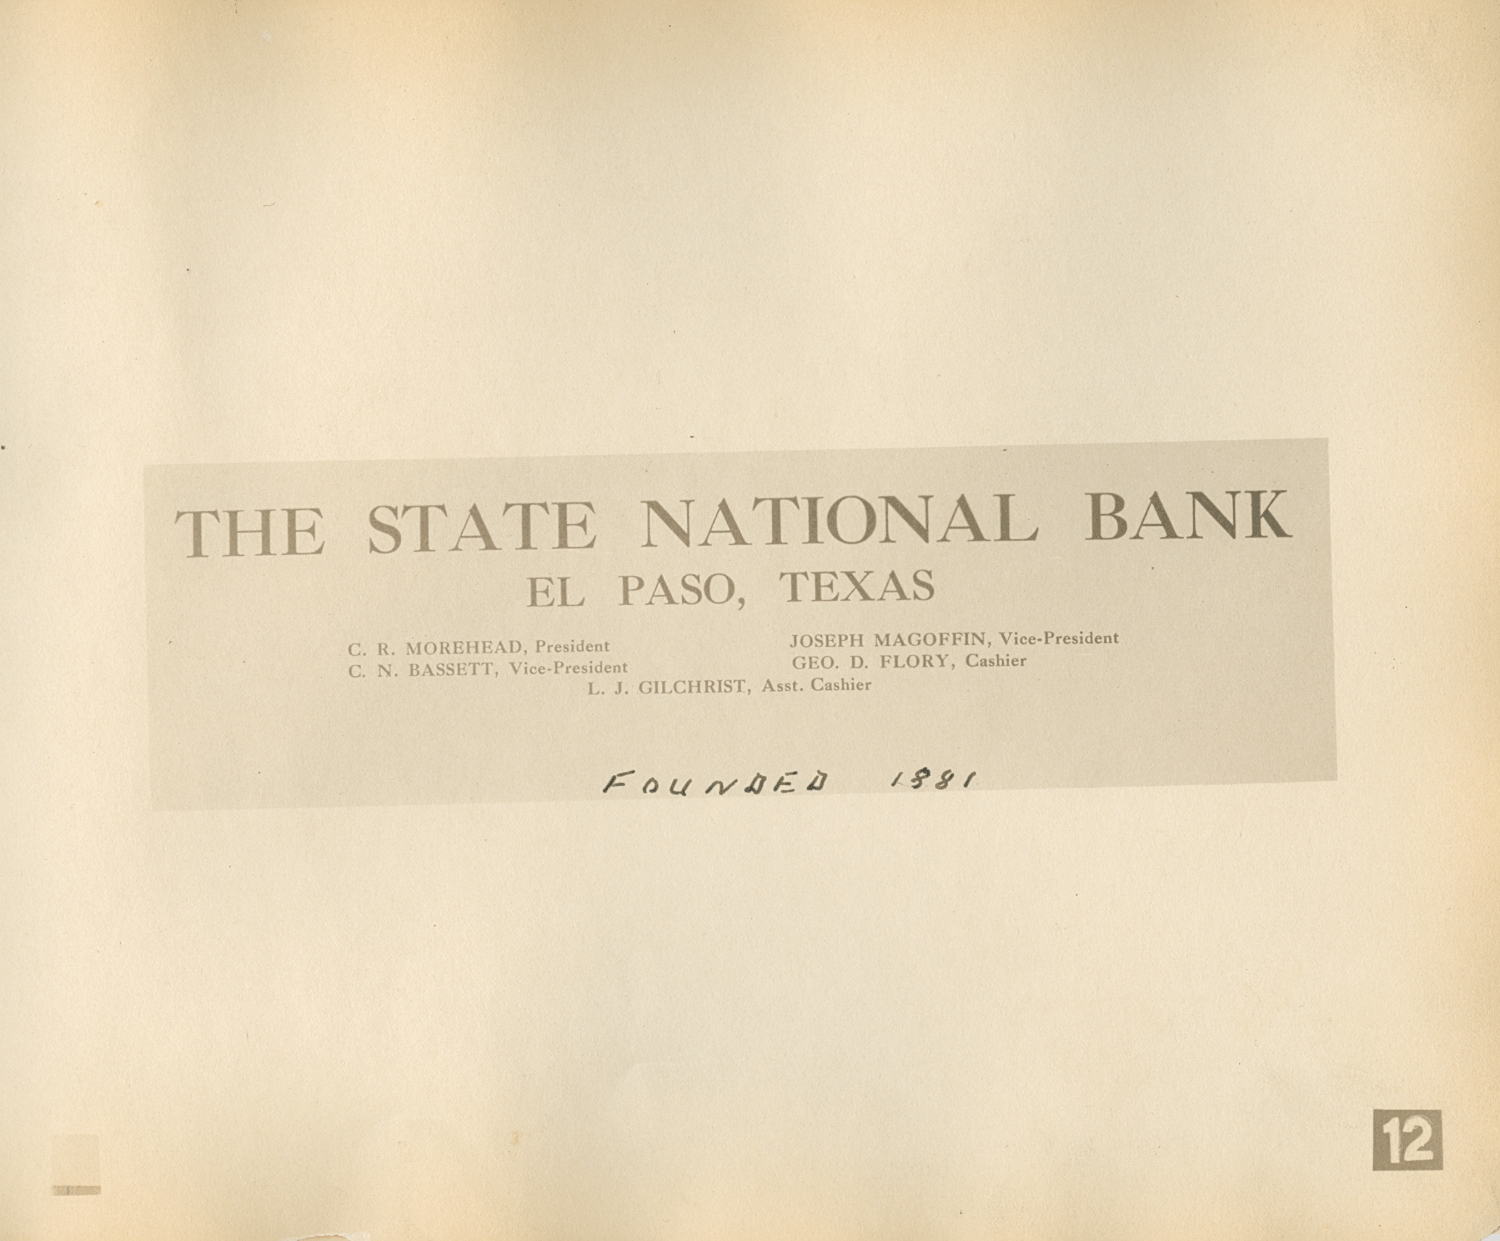 THE STATE NATIONAL BANK
EL PASO, TEXAS
C. R. MOREHEAD, President
JOSEPH MAGOFFIN, Vice-President
C. N. BASSETT, Vice-President
GEO. D. FLORY, Cashier
L. J. GILCHRIST, Asst. Cashier
FOUNDED 1881
12